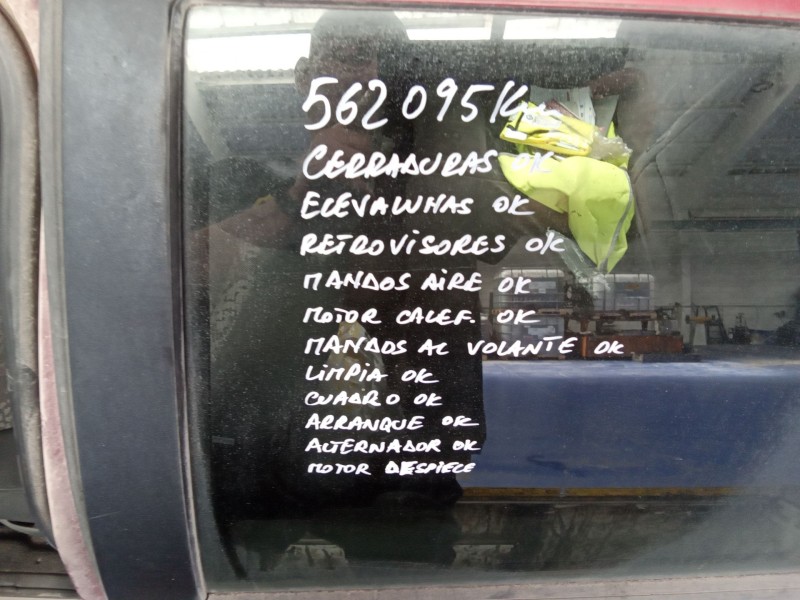 562095K
CERRADURAS OK
ELEVALUNAS OK
RETROVISORES OK
MANDOS AIRE OK
MOTOR CALEF. OK
MANDOS AL VOLANTE OK
LIMPIA OK
CUADRO OK
ARRANQUE OK
ALTERNADOR OK
MOTOR DESPIECE